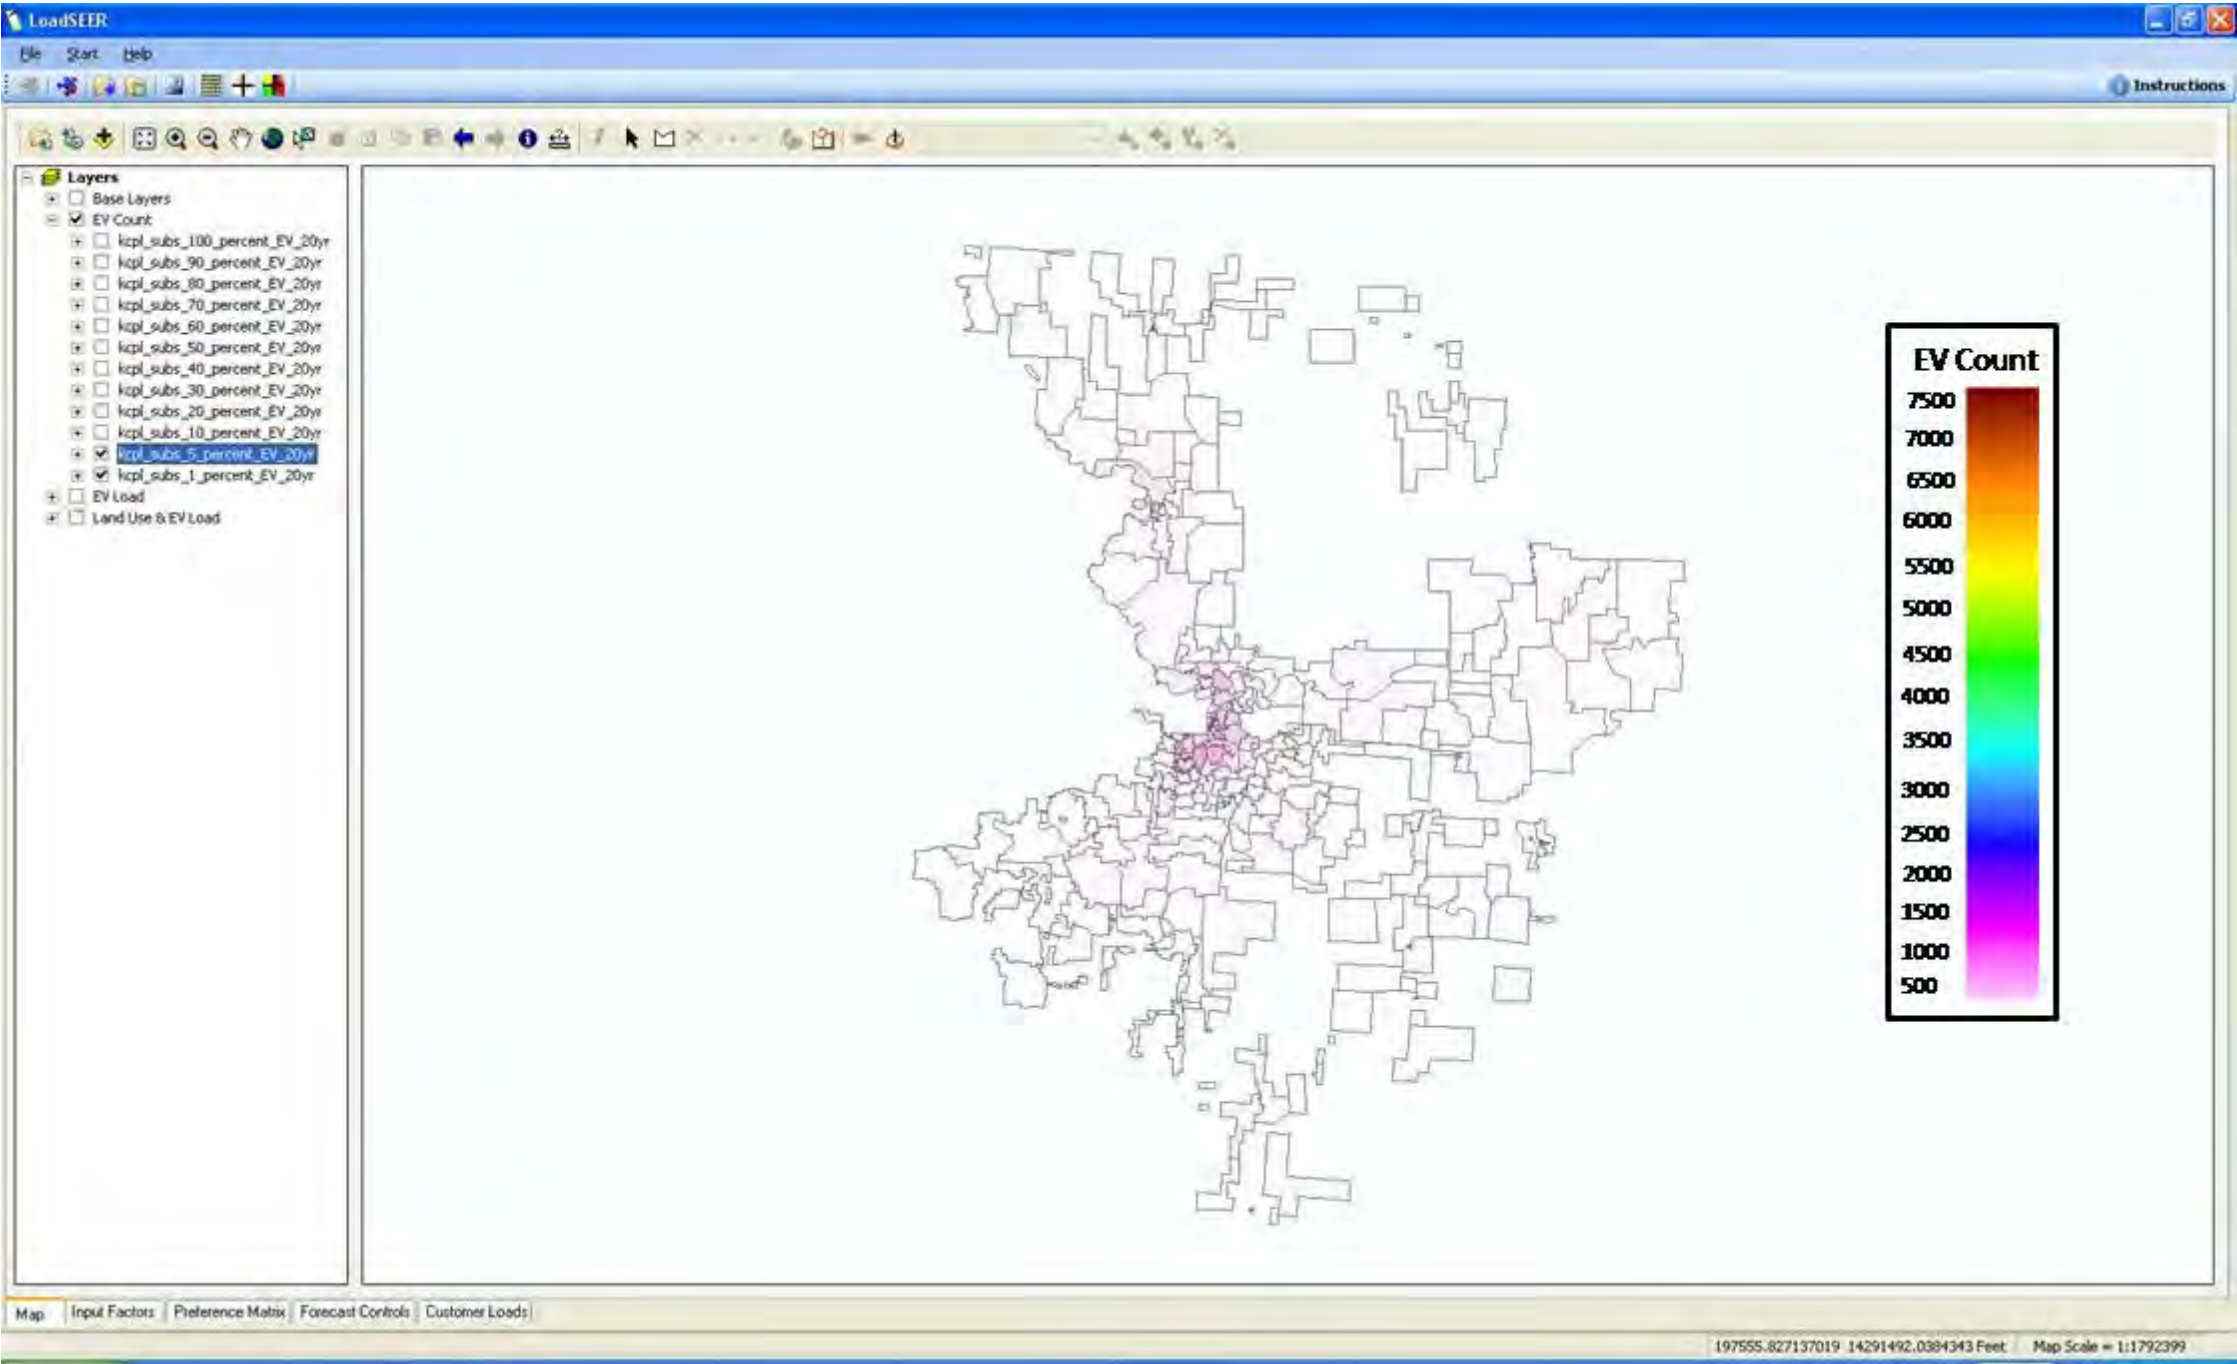 LoadSEER
File Start Help
Instructions
Layers
Base Layers
EV Count
kcpl_subs_100_percent_EV_20yr
kcpl_subs_90_percent_EV_20yr
kcpl_subs_80_percent_EV_20yr
kcpl_subs_70_percent_EV_20yr
kcpl_subs_60_percent_EV_20yr
kcpl_subs_50_percent_EV_20yr
kcpl_subs_40_percent_EV_20yr
kcpl_subs_30_percent_EV_20yr
kcpl_subs_20_percent_EV_20yr
kcpl_subs_10_percent_EV_20yr
kcpl_subs_5_percent_EV_20yr
kcpl_subs_1_percent_EV_20yr
EV Load
Land Use & EV Load
EV Count
7500
7000
6500
6000
5500
5000
4500
4000
3500
3000
2500
2000
1500
1000
500
Map Input Factors Preference Matrix Forecast Controls Customer Loads
197555.827137019 14291492.0384343 Feet Map Scale = 1:1792399